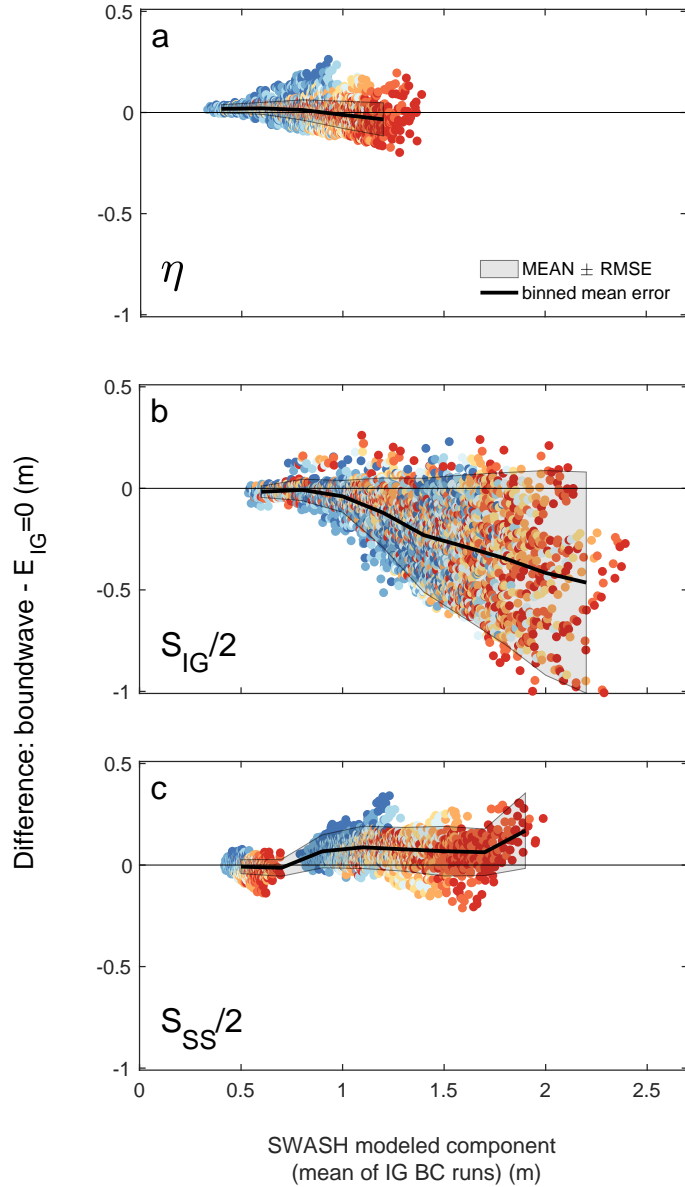 0.5
a
0
-0.5
η
MEAN ± RMSE
binned mean error
-1
0.5
b
0
-0.5
S_IG/2
-1
0.5
c
0
-0.5
S_SS/2
-1
0 0.5 1 1.5 2 2.5
Difference: boundwave - E_IG=0 (m)
SWASH modeled component
(mean of IG BC runs) (m)